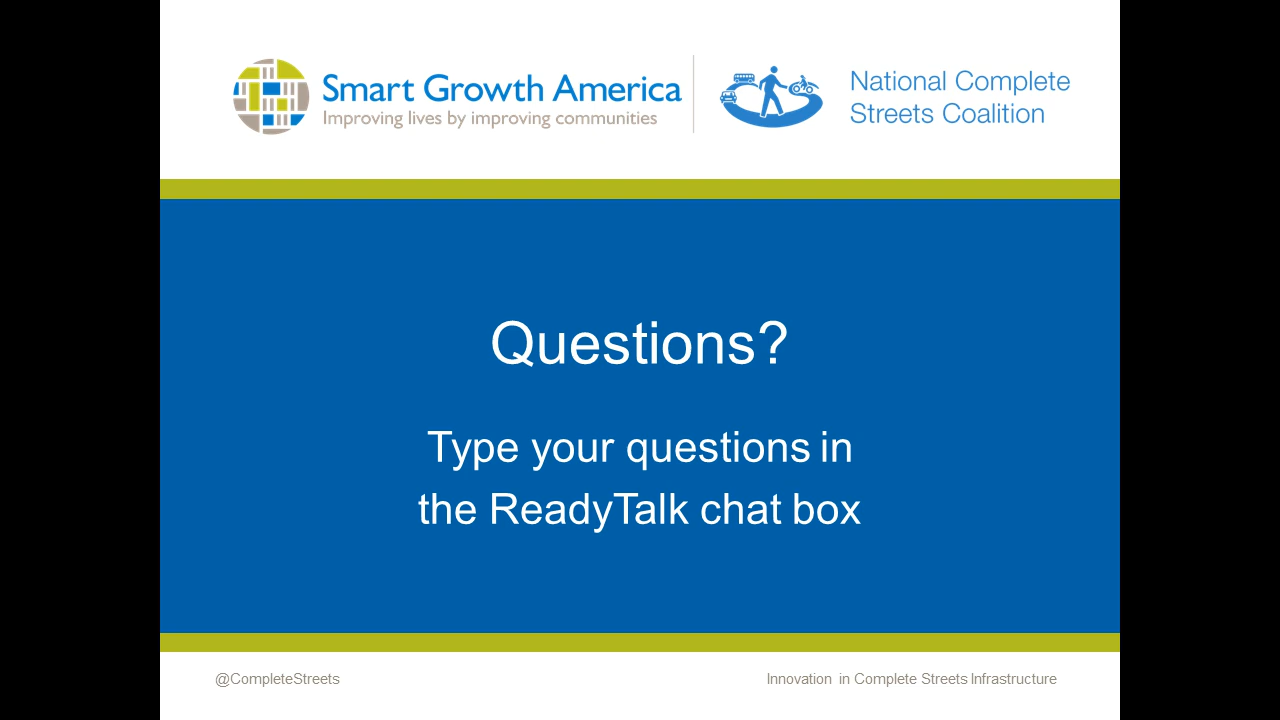 Smart Growth America
Improving lives by improving communities
National Complete
Streets Coalition
Questions?
Type your questions in
the ReadyTalk chat box
@CompleteStreets
Innovation in Complete Streets Infrastructure